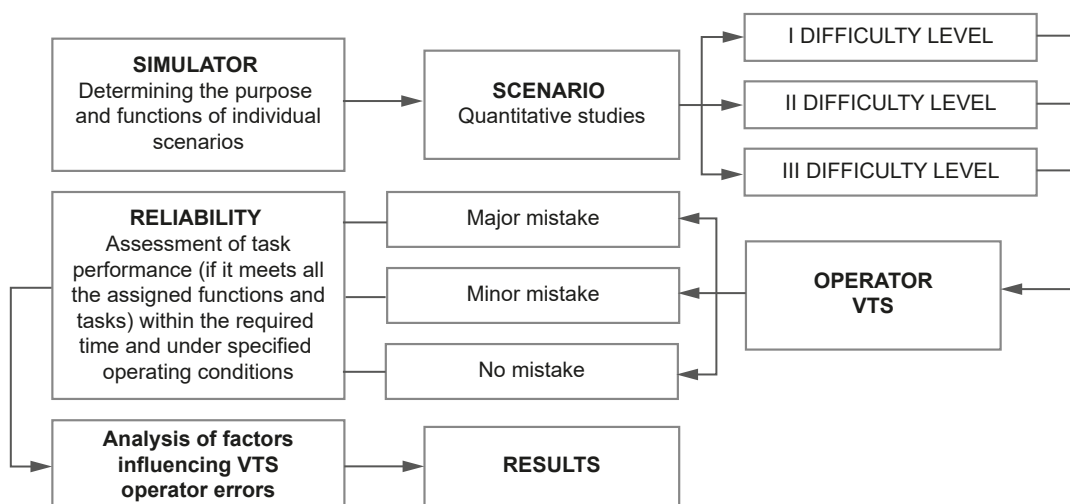 SIMULATOR
Determining the purpose
and functions of individual
scenarios
SCENARIO
Quantitative studies
I DIFFICULTY LEVEL
II DIFFICULTY LEVEL
III DIFFICULTY LEVEL
OPERATOR
VTS
Major mistake
Minor mistake
No mistake
RELIABILITY
Assessment of task
performance (if it meets all
the assigned functions and
tasks) within the required
time and under specified
operating conditions
Analysis of factors
influencing VTS
operator errors
RESULTS